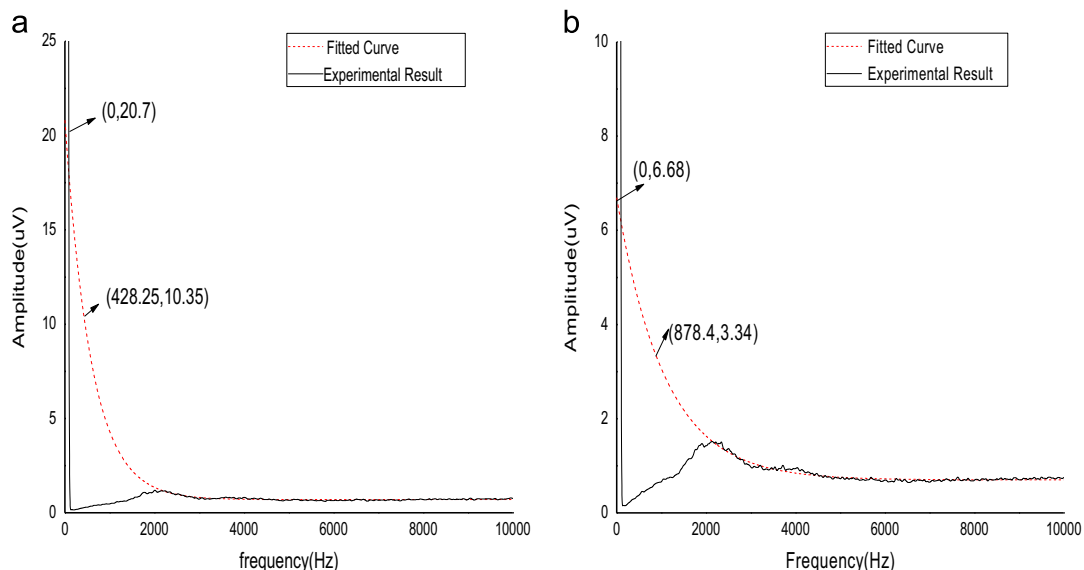 a
25
20
15
10
5
0
Amplitude(uV)
Fitted Curve
Experimental Result
(0,20.7)
(428.25,10.35)
0
2000
4000
6000
8000
10000
frequency(Hz)
b
10
8
6
4
2
0
Amplitude(uV)
Fitted Curve
Experimental Result
(0,6.68)
(878.4,3.34)
0
2000
4000
6000
8000
10000
Frequency(Hz)